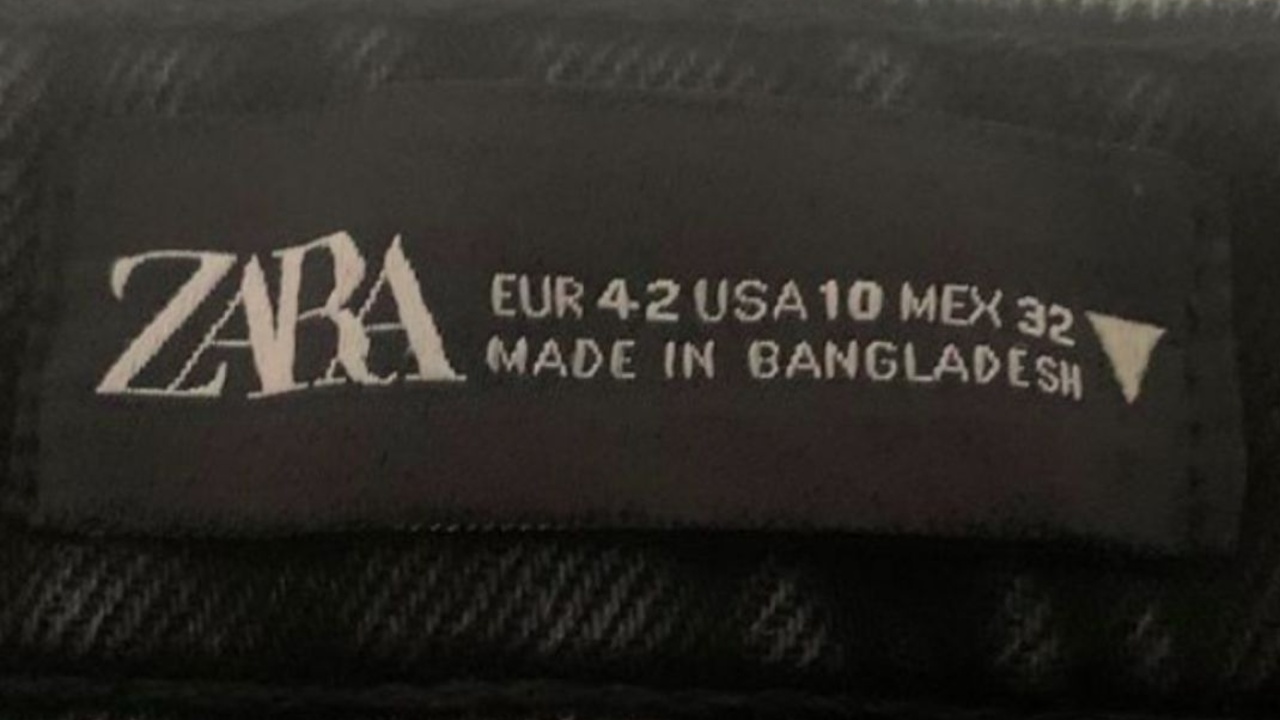 ZARA
EUR 42 USA 10 MEX 32
MADE IN BANGLADESH